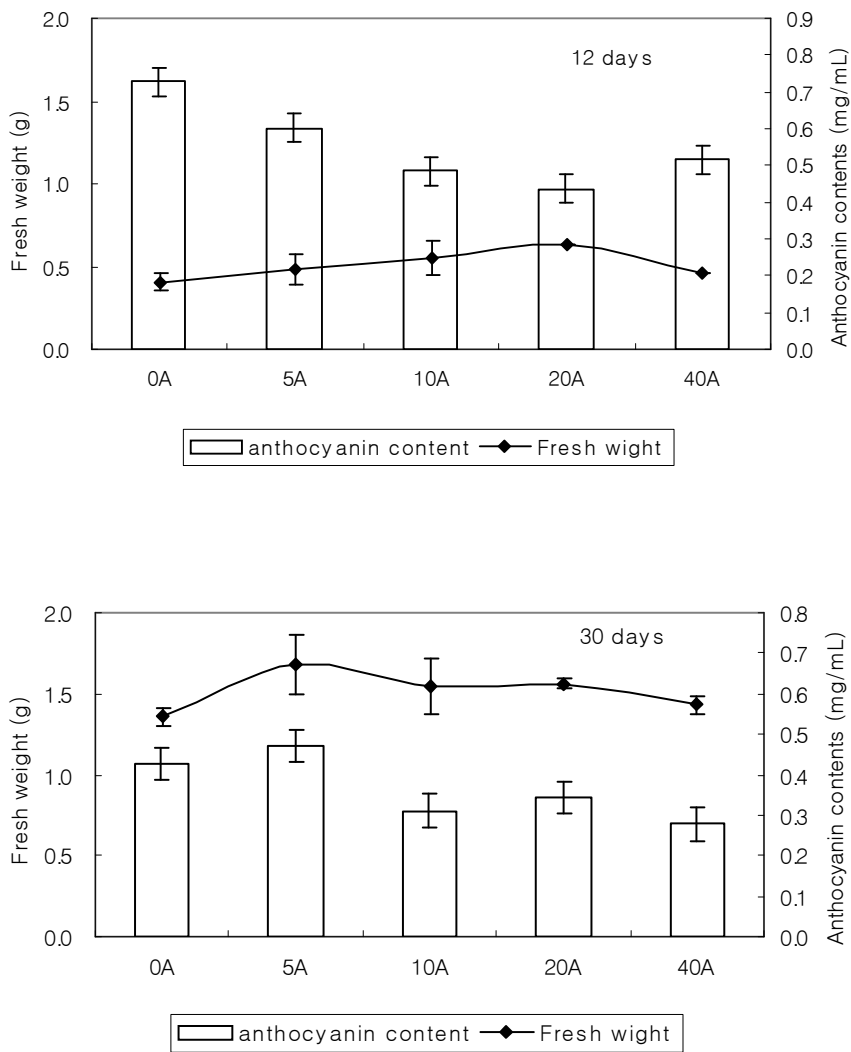 12 days
Fresh weight (g)
2.0
1.5
1.0
0.5
0.0
0.9
0.8
0.7
0.6
0.5
0.4
0.3
0.2
0.1
0.0
Anthocyanin contents (mg/mL)
0A 5A 10A 20A 40A
anthocyanin content Fresh wight
30 days
Fresh weight (g)
2.0
1.5
1.0
0.5
0.0
0.8
0.7
0.6
0.5
0.4
0.3
0.2
0.1
0.0
Anthocyanin contents (mg/mL)
0A 5A 10A 20A 40A
anthocyanin content Fresh wight